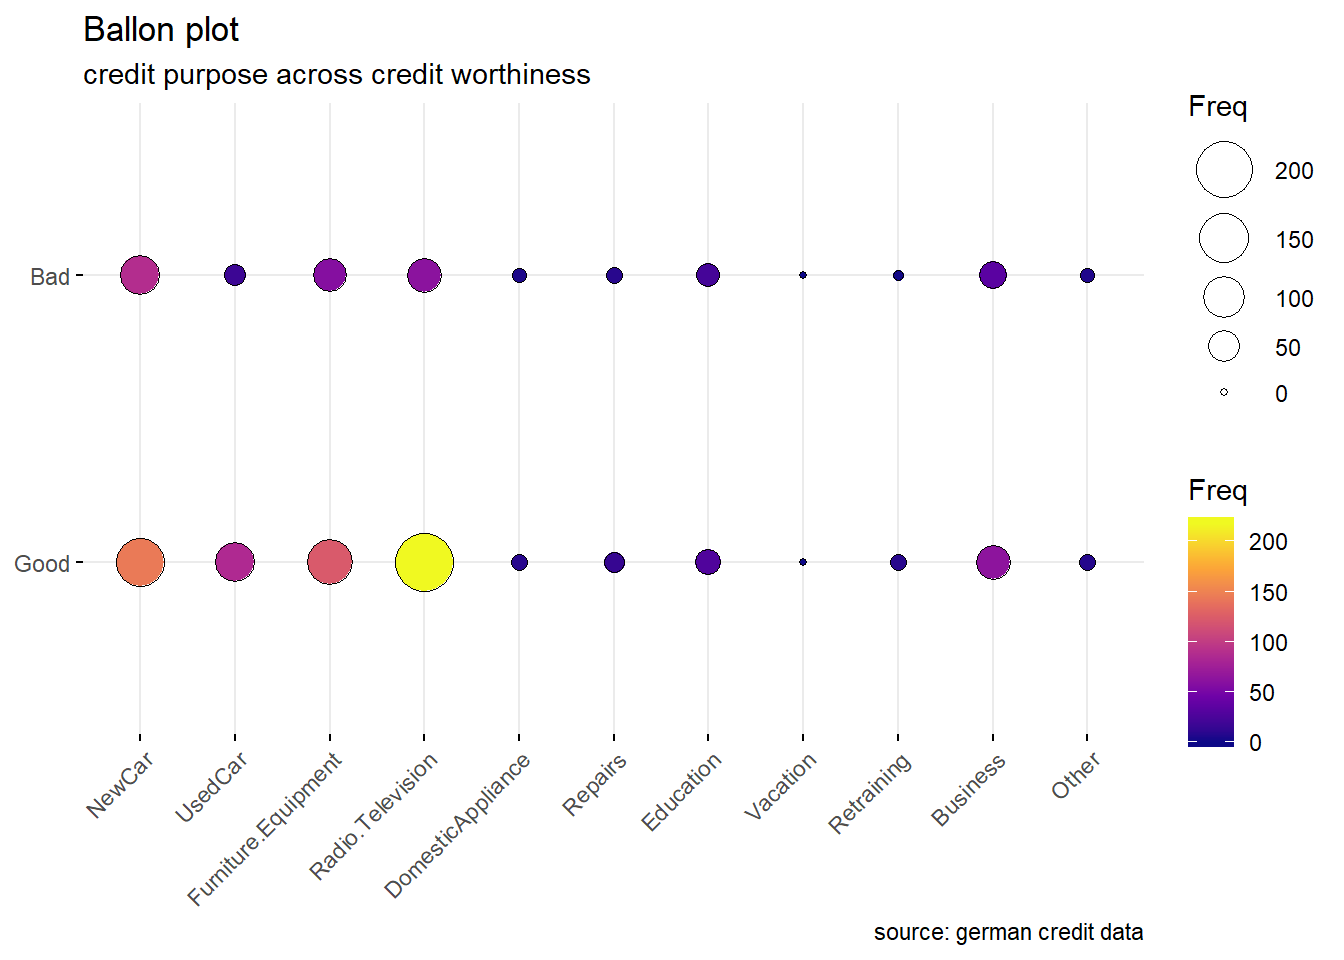 Ballon plot
credit purpose across credit worthiness
Bad
Good
NewCar
UsedCar
Furniture.Equipment
Radio.Television
DomesticAppliance
Repairs
Education
Vacation
Retraining
Business
Other
Freq
200
150
100
50
0
Freq
200
150
100
50
0
source: german credit data